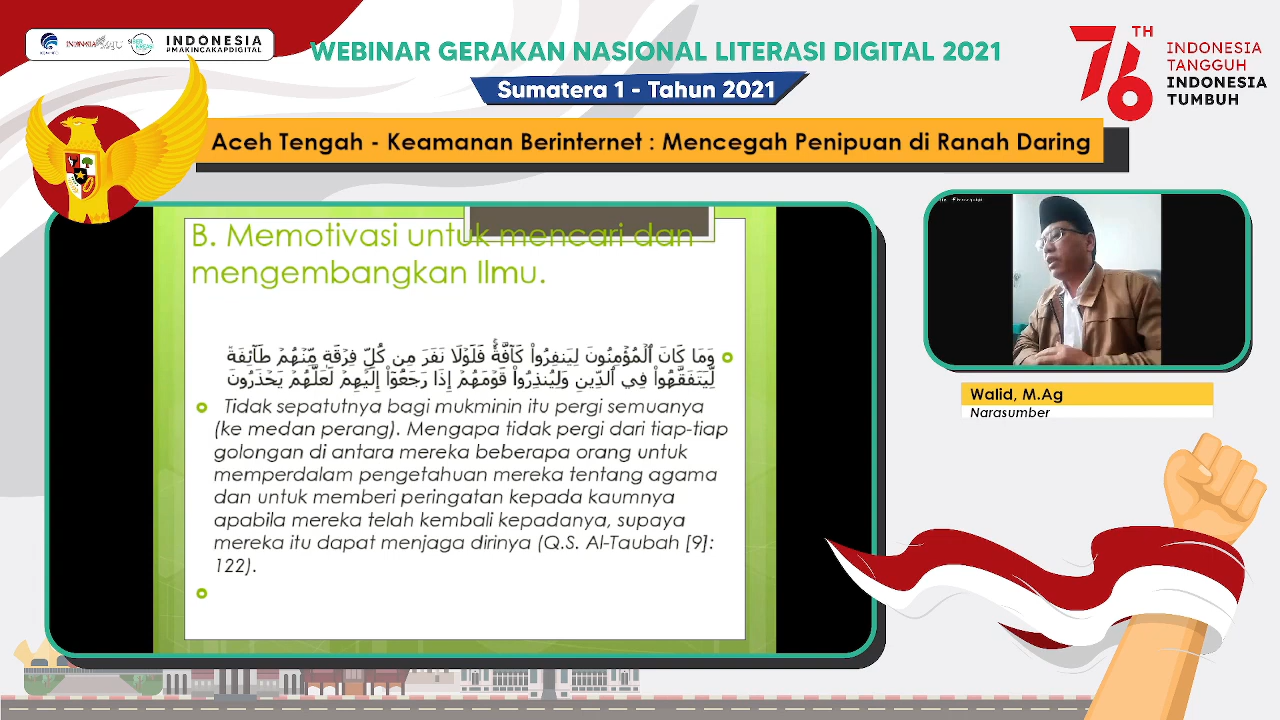 INDONESIA
#MAKINCAKAPDIGITAL
WEBINAR GERAKAN NASIONAL LITERASI DIGITAL 2021
Sumatera 1 - Tahun 2021
76TH
INDONESIA
TANGGUH
INDONESIA
TUMBUH
Aceh Tengah - Keamanan Berinternet : Mencegah Penipuan di Ranah Daring
B. Memotivasi untuk mencari dan
mengembangkan Ilmu.
وَمَا كَانَ ٱلۡمُؤۡمِنُونَ لِيَنفِرُواْ كَآفَّةٗۚ فَلَوۡلَا نَفَرَ مِن كُلِّ فِرۡقَةٖ مِّنۡهُمۡ طَآئِفَةٞ
لِّيَتَفَقَّهُواْ فِي ٱلدِّينِ وَلِيُنذِرُواْ قَوۡمَهُمۡ إِذَا رَجَعُوٓاْ إِلَيۡهِمۡ لَعَلَّهُمۡ يَحۡذَرُونَ
Tidak sepatutnya bagi mukminin itu pergi semuanya
(ke medan perang). Mengapa tidak pergi dari tiap-tiap
golongan di antara mereka beberapa orang untuk
memperdalam pengetahuan mereka tentang agama
dan untuk memberi peringatan kepada kaumnya
apabila mereka telah kembali kepadanya, supaya
mereka itu dapat menjaga dirinya (Q.S. Al-Taubah [9]:
122).
Walid, M.Ag
Narasumber